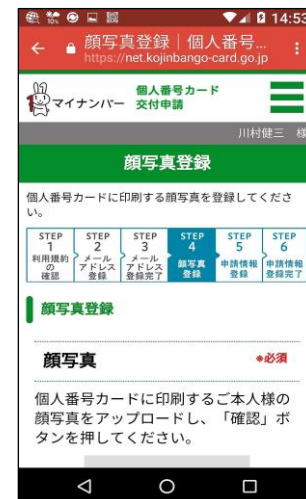 14:53
顔写真登録｜個人番号...
https://net.kojinbango-card.go.jp
マイナンバー
個人番号カード
交付申請
川村健三 様
顔写真登録
個人番号カードに印刷する顔写真を登録してくださ
い。
STEP
1
利用規約
の
確認
STEP
2
メール
アドレス
登録
STEP
3
メール
アドレス
登録完了
STEP
4
顔写真
登録
STEP
5
申請情報
登録
STEP
6
申請情報
登録完了
顔写真登録
顔写真
*必須
個人番号カードに印刷するご本人様の
顔写真をアップロードし、「確認」ボ
タンを押してください。